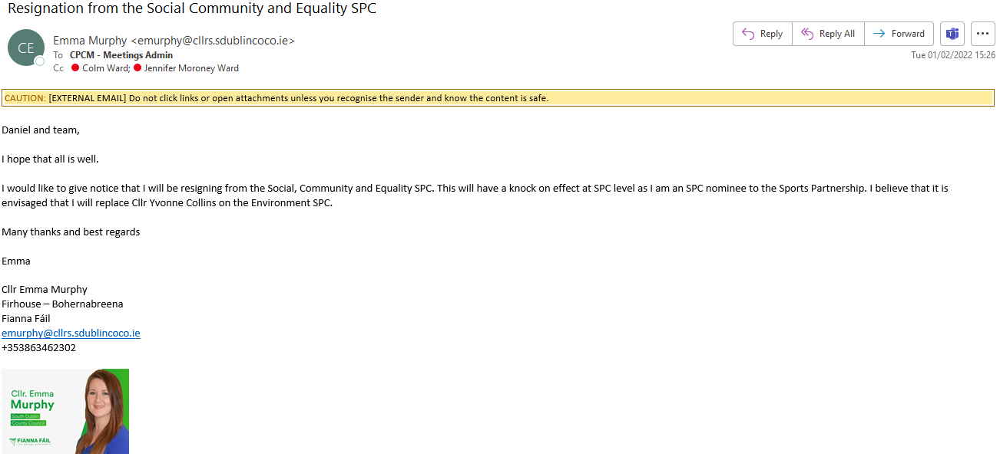 Resignation from the Social Community and Equality SPC
CE
Emma Murphy <emurphy@cllrs.sdublincoco.ie>
To CPCM - Meetings Admin
Cc Colm Ward; Jennifer Moroney Ward
Reply
Reply All
Forward
Tue 01/02/2022 15:26
CAUTION: [EXTERNAL EMAIL] Do not click links or open attachments unless you recognise the sender and know the content is safe.
Daniel and team,
I hope that all is well.
I would like to give notice that I will be resigning from the Social, Community and Equality SPC. This will have a knock on effect at SPC level as I am an SPC nominee to the Sports Partnership. I believe that it is
envisaged that I will replace Cllr Yvonne Collins on the Environment SPC.
Many thanks and best regards
Emma
Cllr Emma Murphy
Firhouse – Bohernabreena
Fianna Fáil
emurphy@cllrs.sdublincoco.ie
+353863462302
Cllr. Emma
Murphy
South Dublin
County Council
FIANNA FÁIL